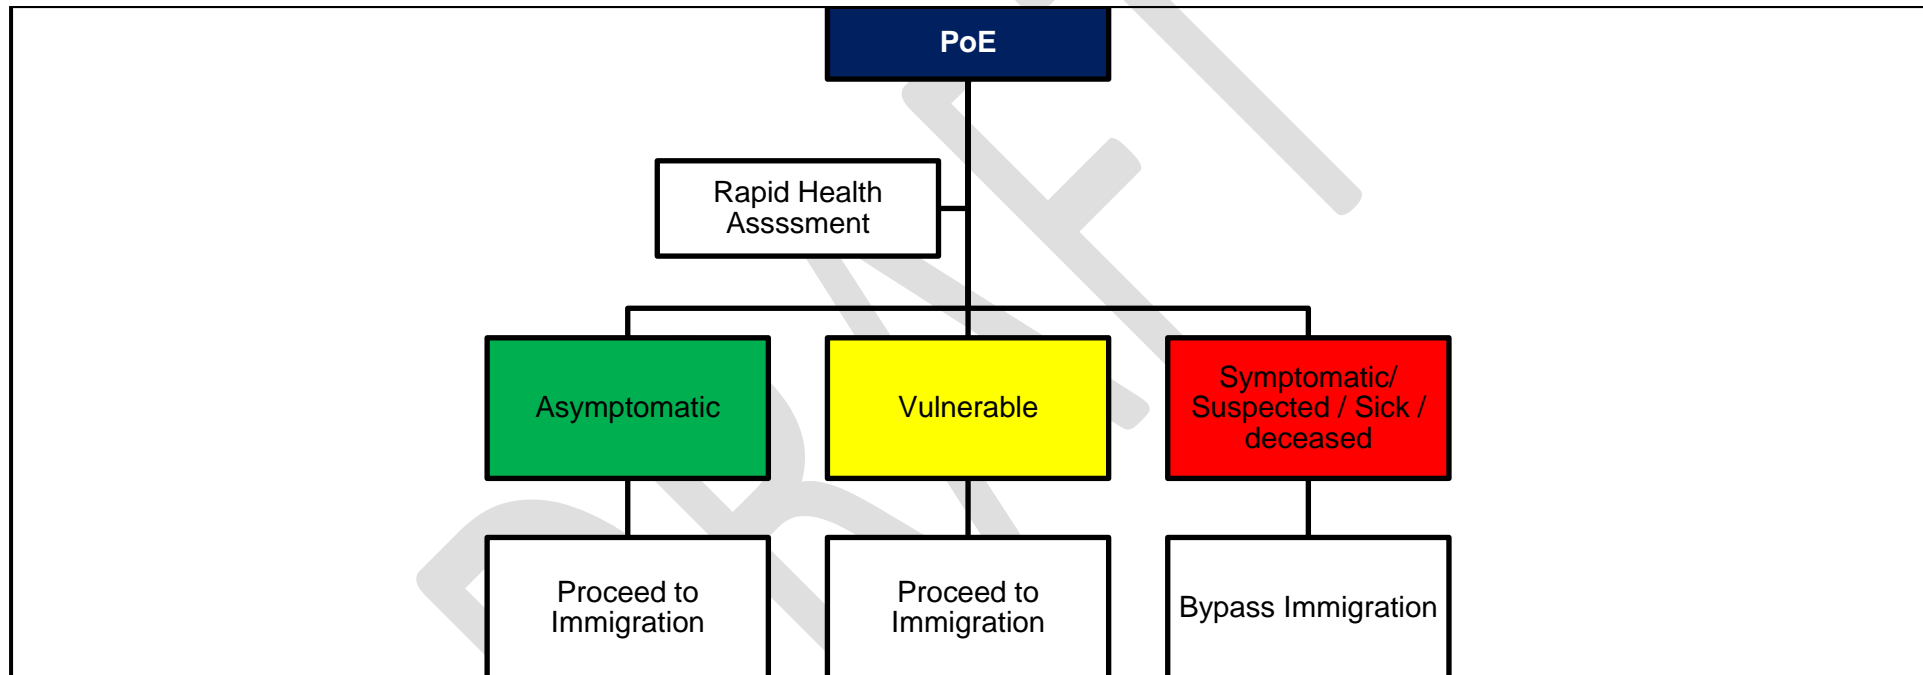 PoE
Rapid Health
Assssment
Asymptomatic
Vulnerable
Symptomatic/
Suspected / Sick /
deceased
Proceed to
Immigration
Proceed to
Immigration
Bypass Immigration
DRAFT